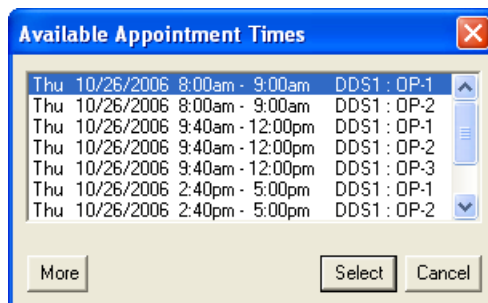 Available Appointment Times
Thu 10/26/2006 8:00am - 9:00am DDS1 : OP-1
Thu 10/26/2006 8:00am - 9:00am DDS1 : OP-2
Thu 10/26/2006 9:40am - 12:00pm DDS1 : OP-1
Thu 10/26/2006 9:40am - 12:00pm DDS1 : OP-2
Thu 10/26/2006 9:40am - 12:00pm DDS1 : OP-3
Thu 10/26/2006 2:40pm - 5:00pm DDS1 : OP-1
Thu 10/26/2006 2:40pm - 5:00pm DDS1 : OP-2
More Select Cancel